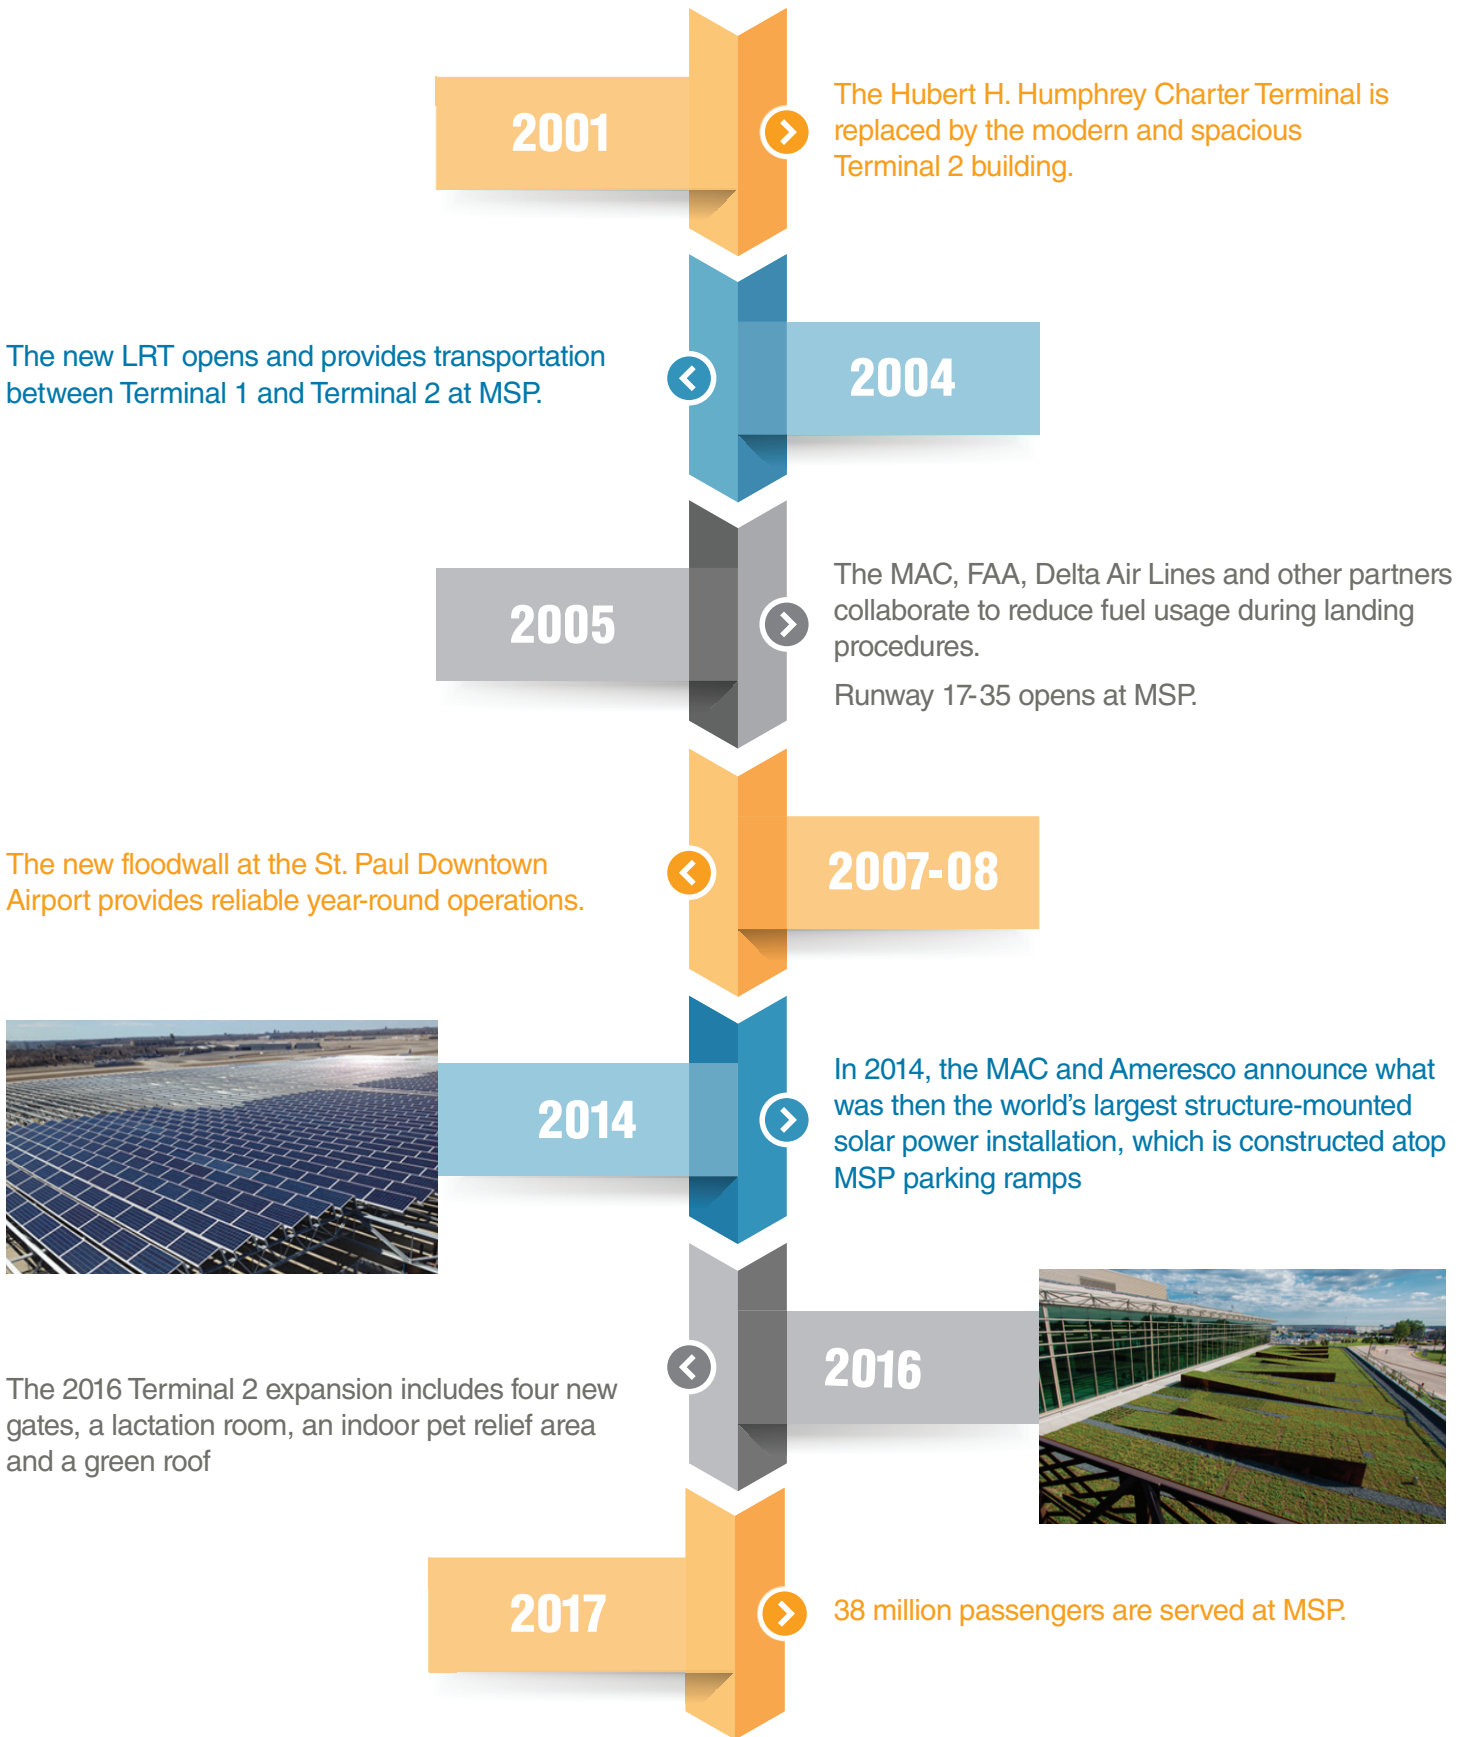 2001
The Hubert H. Humphrey Charter Terminal is
replaced by the modern and spacious
Terminal 2 building.
The new LRT opens and provides transportation
between Terminal 1 and Terminal 2 at MSP.
2004
2005
The MAC, FAA, Delta Air Lines and other partners
collaborate to reduce fuel usage during landing
procedures.
Runway 17-35 opens at MSP.
The new floodwall at the St. Paul Downtown
Airport provides reliable year-round operations.
2007-08
2014
In 2014, the MAC and Ameresco announce what
was then the world’s largest structure-mounted
solar power installation, which is constructed atop
MSP parking ramps
The 2016 Terminal 2 expansion includes four new
gates, a lactation room, an indoor pet relief area
and a green roof
2016
2017
38 million passengers are served at MSP.